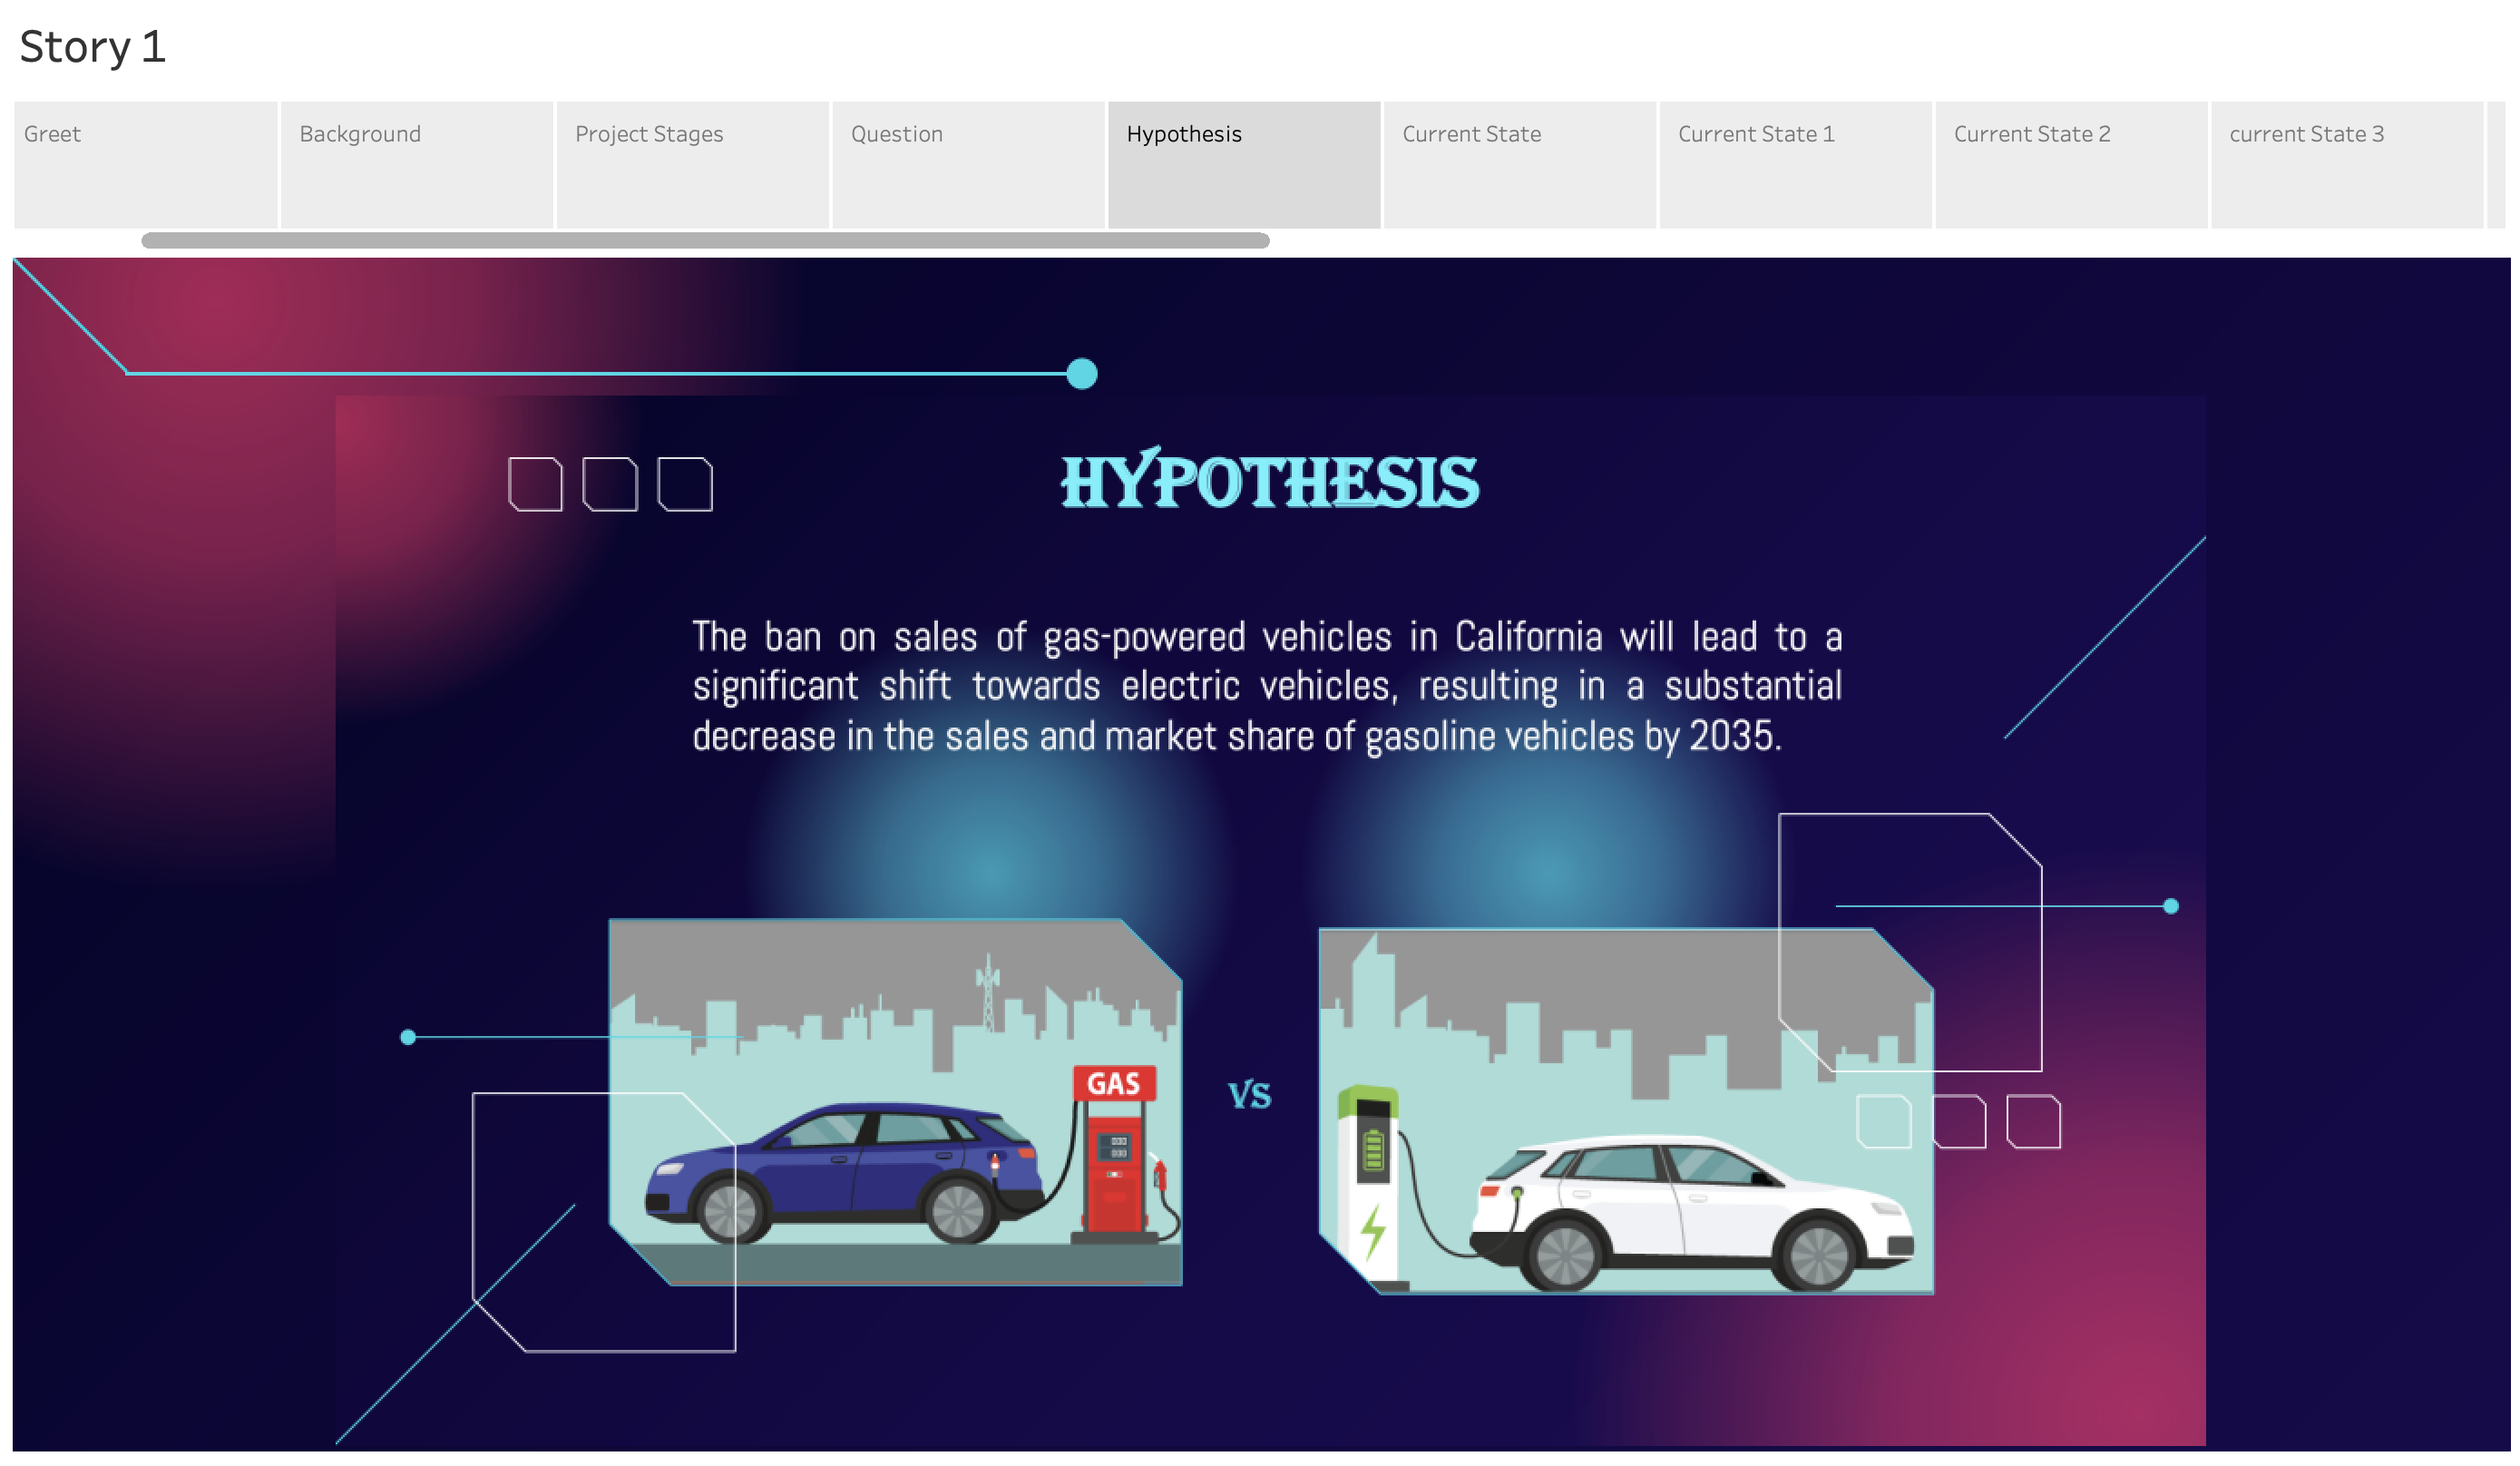 Story 1
Greet
Background
Project Stages
Question
Hypothesis
Current State
Current State 1
Current State 2
current State 3
HYPOTHESIS
The ban on sales of gas-powered vehicles in California will lead to a
significant shift towards electric vehicles, resulting in a substantial
decrease in the sales and market share of gasoline vehicles by 2035.
GAS
000
000
VS